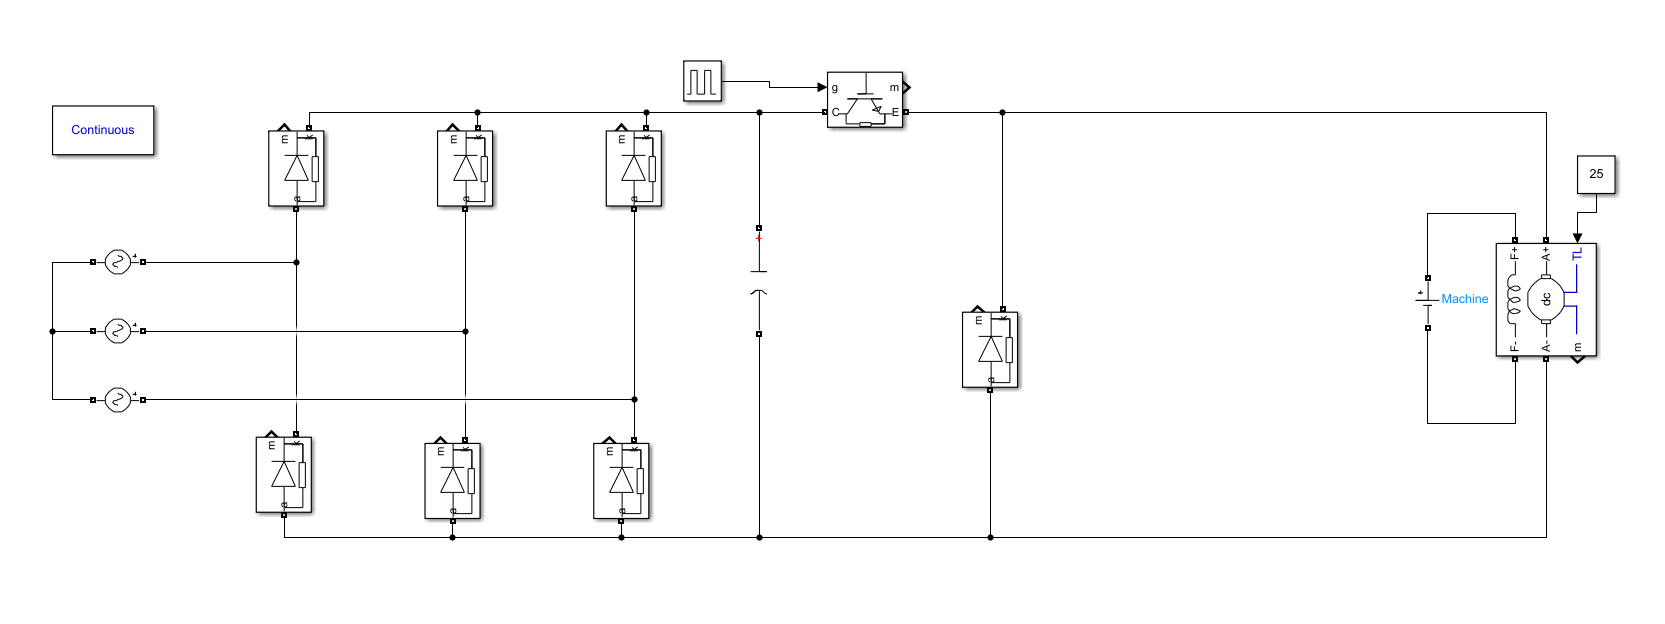 Continuous
g
m
C
E
m
k
a
m
k
a
m
k
a
25
+
+
+
+
F+
A+
TL
+
Machine
dc
F-
A-
m
m
k
a
m
k
a
m
k
a
m
k
a